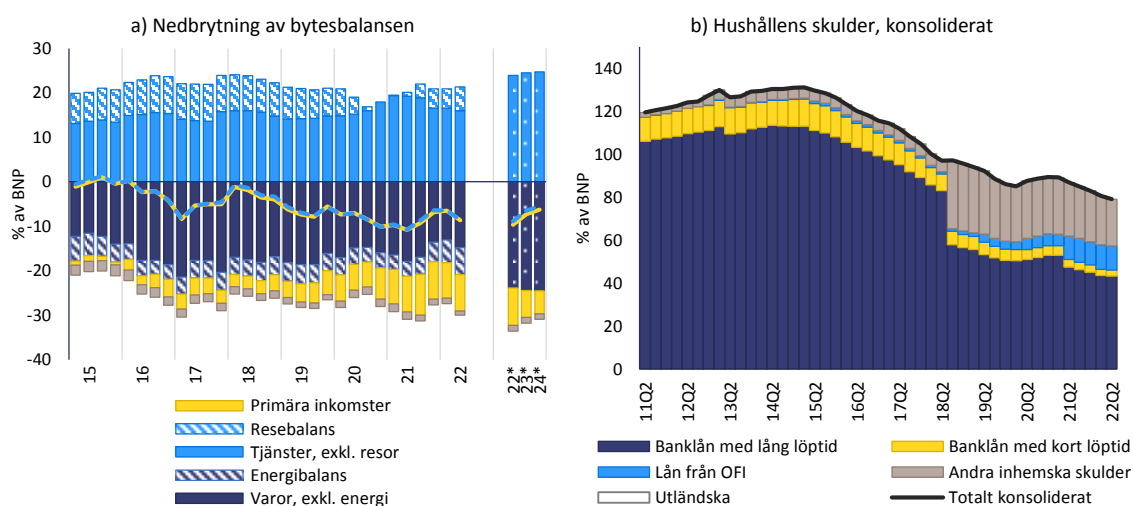 a) Nedbrytning av bytesbalansen
% av BNP
30
20
10
0
-10
-20
-30
-40
15
16
17
18
19
20
21
22
22*
23*
24*
Primära inkomster
Resebalans
Tjänster, exkl. resor
Energibalans
Varor, exkl. energi
b) Hushållens skulder, konsoliderat
% av BNP
140
120
100
80
60
40
20
0
11Q2
12Q2
13Q2
14Q2
15Q2
16Q2
17Q2
18Q2
19Q2
20Q2
21Q2
22Q2
Banklån med lång löptid
Banklån med kort löptid
Lån från OFI
Andra inhemska skulder
Utländska
Totalt konsoliderat